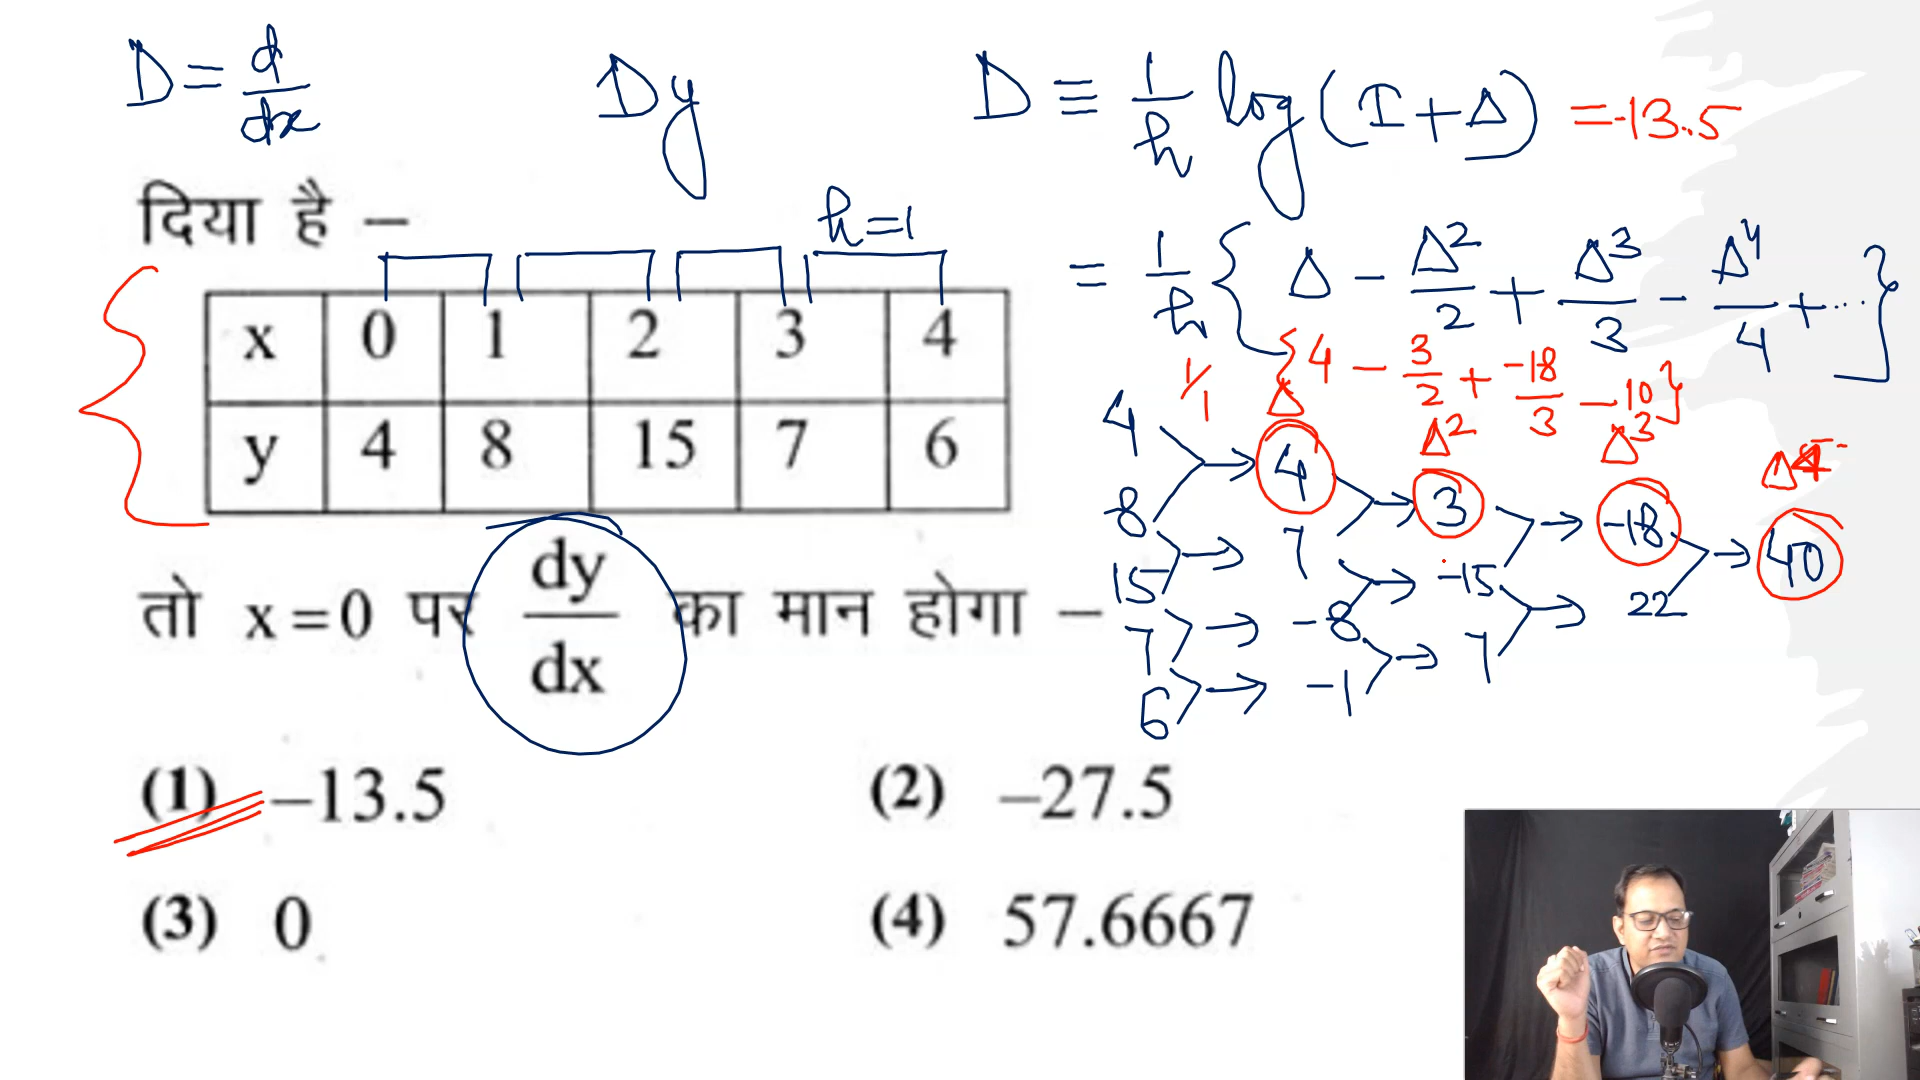 D = d/dx
Dy
D ≡ 1/h log(I+Δ) = -13.5
दिया है –
h=1
= 1/h { Δ - Δ²/2 + Δ³/3 - Δ⁴/4 + ... }
1/1 { 4 - 3/2 + -18/3 - 10 }
x 0 1 2 3 4
y 4 8 15 7 6
Δ Δ² Δ³ Δ4
4
8
15
7
6
4
7
-8
-1
3
-15
7
-18
22
40
तो x = 0 पर dy/dx का मान होगा –
(1) –13.5
(2) –27.5
(3) 0
(4) 57.6667